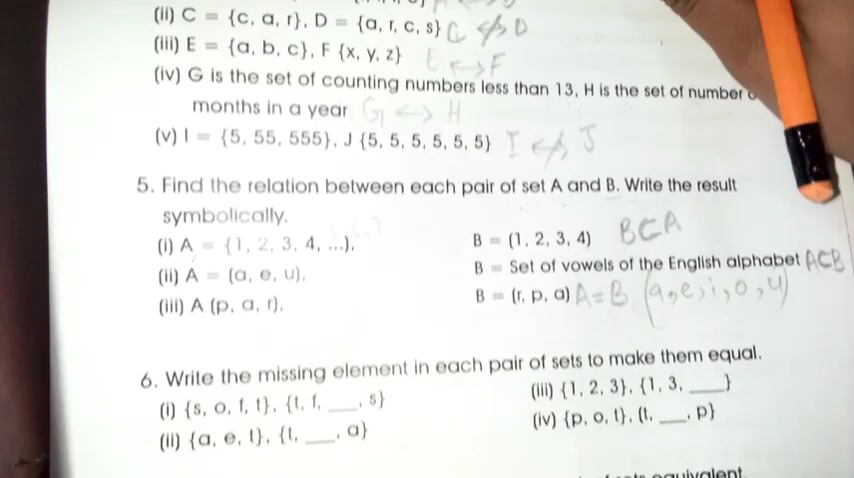 (ii) C = {c, a, r}, D = {a, r, c, s} C ↮ D
(iii) E = {a, b, c}, F {x, y, z} E ↔ F
(iv) G is the set of counting numbers less than 13, H is the set of number
months in a year G ↔ H
(v) I = {5, 55, 555}, J {5, 5, 5, 5, 5, 5} I ↮ J
5. Find the relation between each pair of set A and B. Write the result
symbolically.
(i) A = {1, 2, 3, 4, ...}, B = (1, 2, 3, 4) B⊂A
(ii) A = (a, e, u), B = Set of vowels of the English alphabet A⊂B
(iii) A (p, a, r), B = (r, p, a) A=B (a, e, i, o, u)
6. Write the missing element in each pair of sets to make them equal.
(i) {s, o, f, t}, {t, f, ___, s} (iii) {1, 2, 3}, {1, 3, ___}
(ii) {a, e, t}, {t, ___, a} (iv) {p, o, t}, (t, ___, p}
equivalent